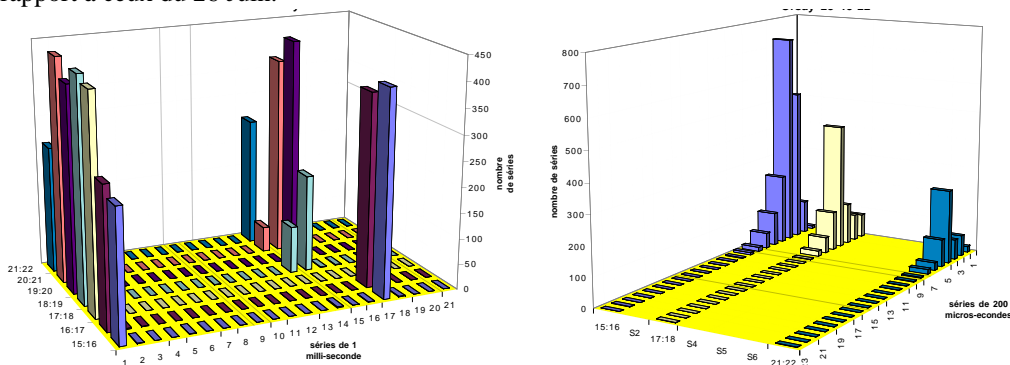 rapport à ceux du 28 Juin.
450
400
350
300
250
200
150
100
50
0
nombre
de séries
21:22
20:21
19:20
18:19
17:18
16:17
15:16
1 2 3 4 5 6 7 8 9 10 11 12 13 14 15 16 17 18 19 20 21
séries de 1
milli-seconde
800
700
600
500
400
300
200
100
0
nombre de séries
15:16
S2
17:18
S4
S5
S6
21:22
23 21 19 17 15 13 11 9 7 5 3 1
séries de 200
micros-econdes